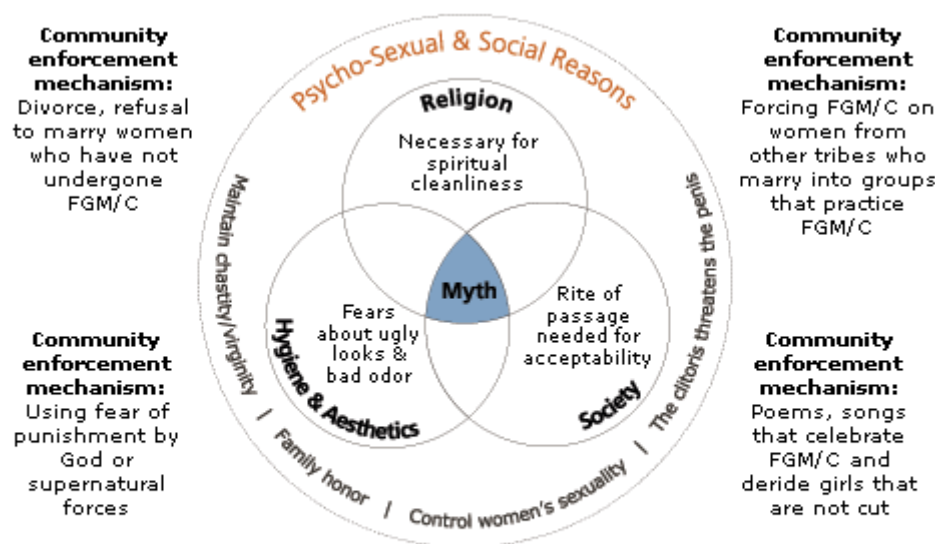 Psycho-Sexual & Social Reasons
Community
enforcement
mechanism:
Divorce, refusal
to marry women
who have not
undergone
FGM/C
Religion
Necessary for
spiritual
cleanliness
Community
enforcement
mechanism:
Forcing FGM/C on
women from
other tribes who
marry into groups
that practice
FGM/C
Myth
Fears
about ugly
looks &
bad odor
Hygiene & Aesthetics
Rite of
passage
needed for
acceptability
Society
Community
enforcement
mechanism:
Using fear of
punishment by
God or
supernatural
forces
Community
enforcement
mechanism:
Poems, songs
that celebrate
FGM/C and
deride girls that
are not cut
Maintain chastity/virginity | Family honor | Control women's sexuality | The clitoris threatens the penis